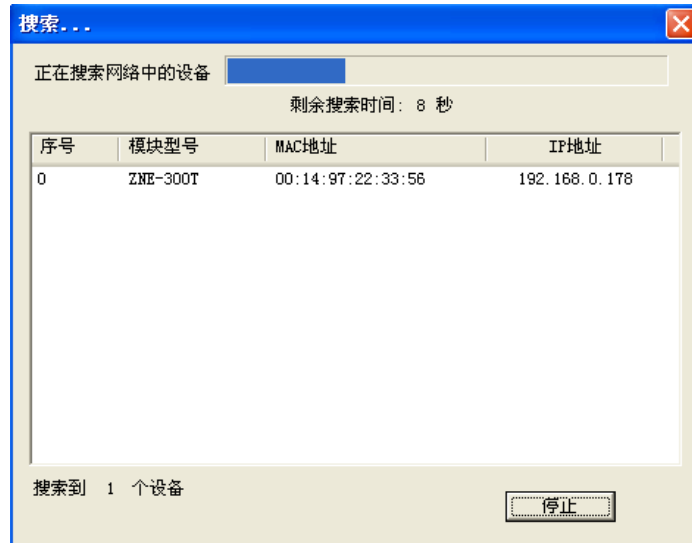 搜索...
正在搜索网络中的设备
剩余搜索时间: 8 秒
序号 模块型号 MAC地址 IP地址
0 ZNE-300T 00:14:97:22:33:56 192.168.0.178
搜索到 1 个设备
停止